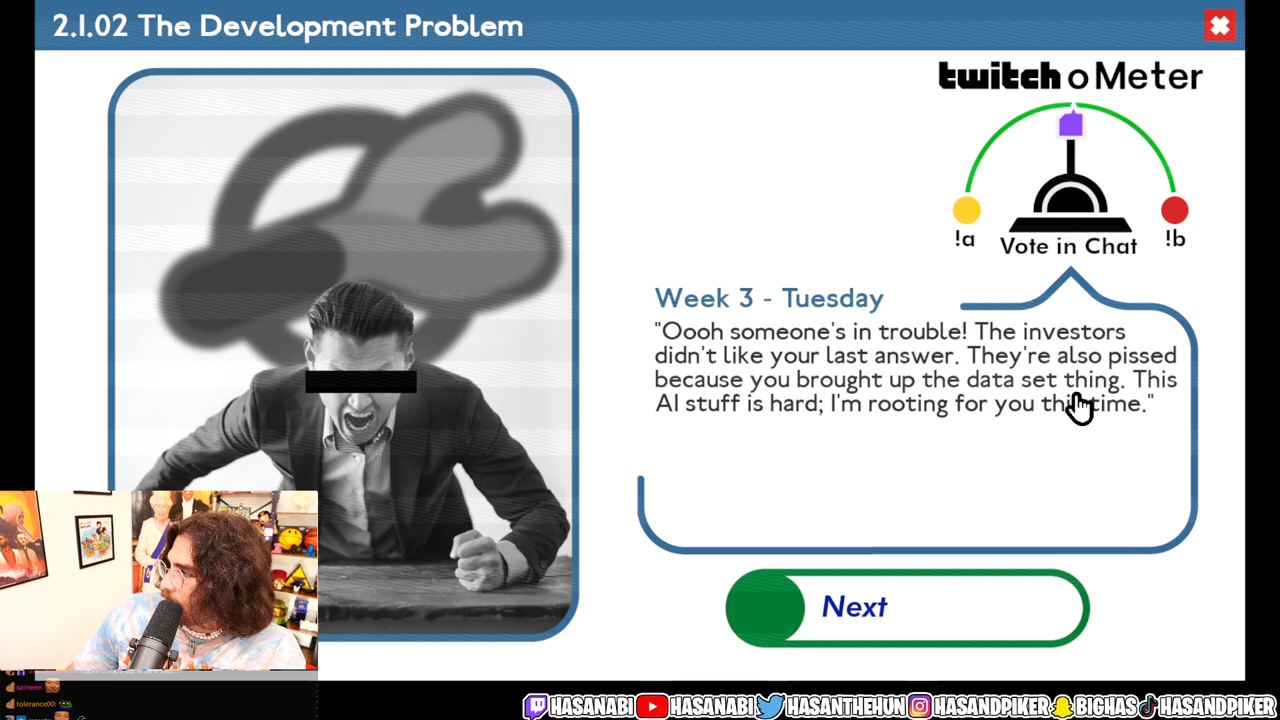 2.1.02 The Development Problem
twitch o Meter
!a
Vote in Chat
!b
Week 3 - Tuesday
"Oooh someone's in trouble! The investors
didn't like your last answer. They're also pissed
because you brought up the data set thing. This
AI stuff is hard; I'm rooting for you this time."
Next
sameee:
tolerance00:
HASANABI HASANABI HASANTHEHUN HASANDPIKER BIGHAS HASANDPIKER